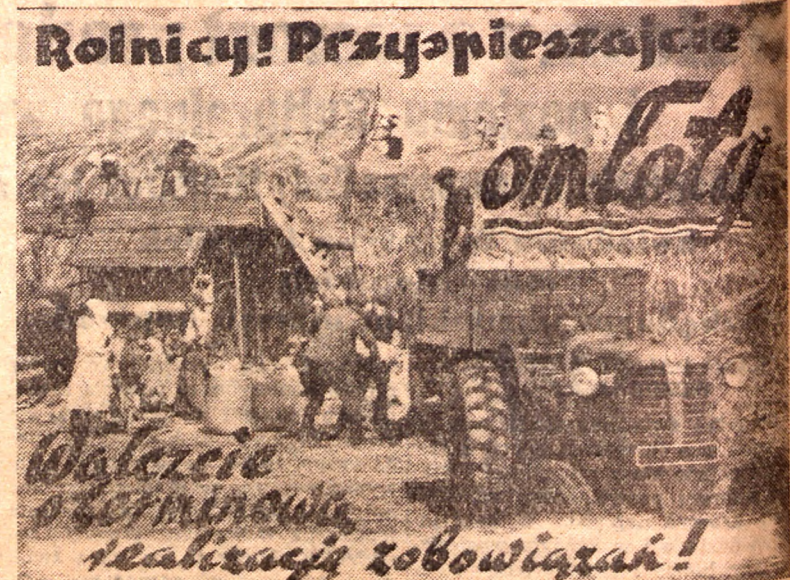 Rolnicy! Przyspieszajcie
omłoty
Walczcie
o terminową
realizację zobowiązań!